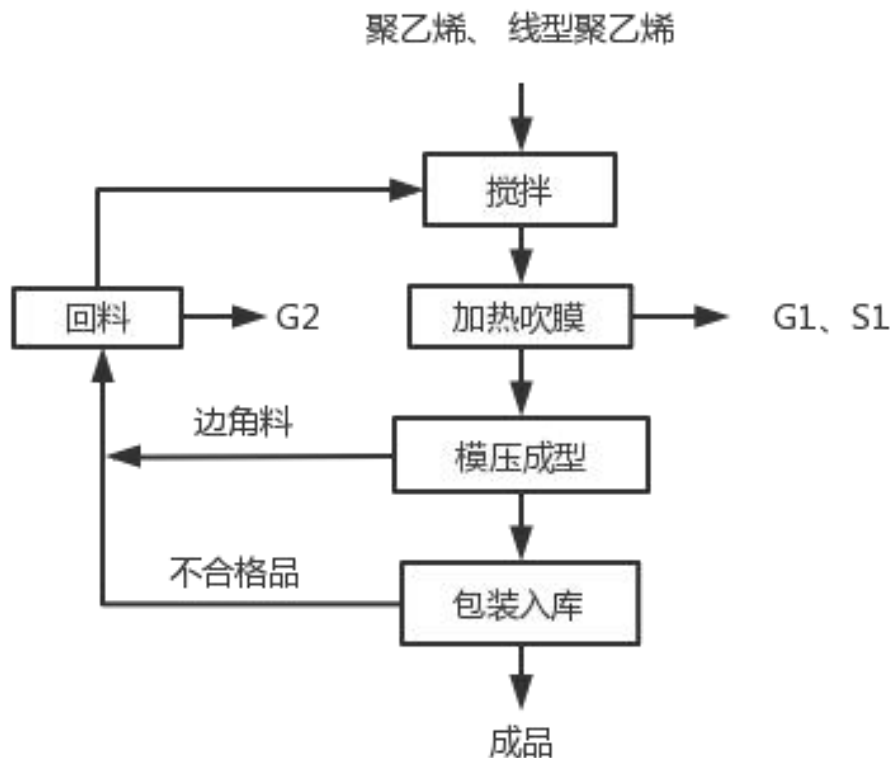 聚乙烯、 线型聚乙烯
搅拌
回料
G2
加热吹膜
G1、S1
边角料
模压成型
不合格品
包装入库
成品